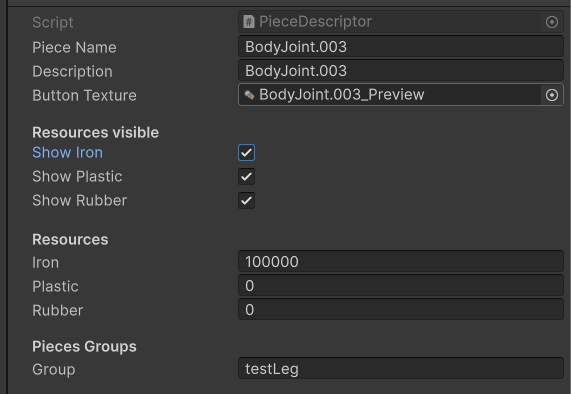 Script PieceDescriptor
Piece Name BodyJoint.003
Description BodyJoint.003
Button Texture BodyJoint.003_Preview
Resources visible
Show Iron
Show Plastic
Show Rubber
Resources
Iron 100000
Plastic 0
Rubber 0
Pieces Groups
Group testLeg